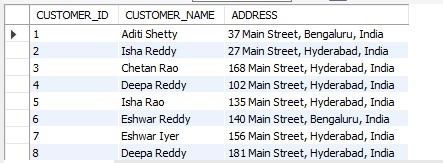 CUSTOMER_ID CUSTOMER_NAME ADDRESS
1 Aditi Shetty 37 Main Street, Bengaluru, India
2 Isha Reddy 27 Main Street, Hyderabad, India
3 Chetan Rao 168 Main Street, Hyderabad, India
4 Deepa Reddy 102 Main Street, Hyderabad, India
5 Isha Rao 135 Main Street, Hyderabad, India
6 Eshwar Reddy 140 Main Street, Bengaluru, India
7 Eshwar Iyer 156 Main Street, Hyderabad, India
8 Deepa Reddy 181 Main Street, Hyderabad, India